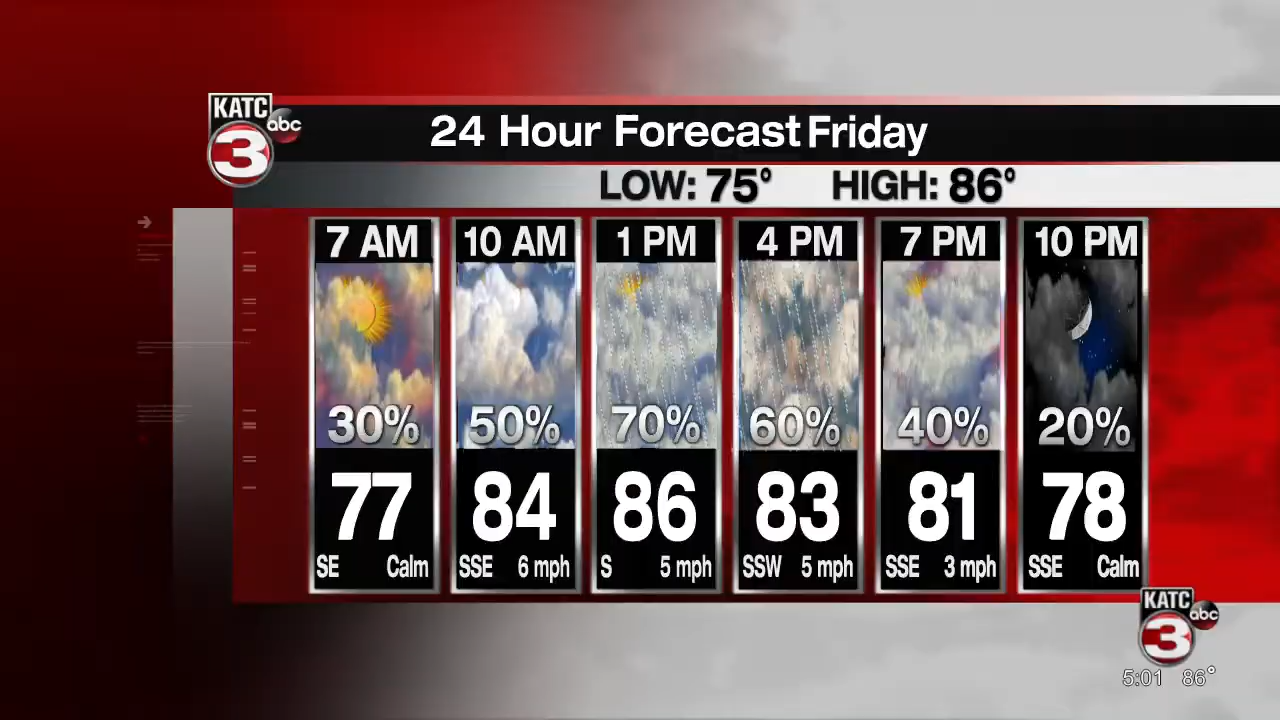 KATC
abc
3
24 Hour Forecast Friday
LOW: 75° HIGH: 86°
7 AM 10 AM 1 PM 4 PM 7 PM 10 PM
30% 50% 70% 60% 40% 20%
77 84 86 83 81 78
SE Calm SSE 6 mph S 5 mph SSW 5 mph SSE 3 mph SSE Calm
KATC
abc
3
5:01 86°